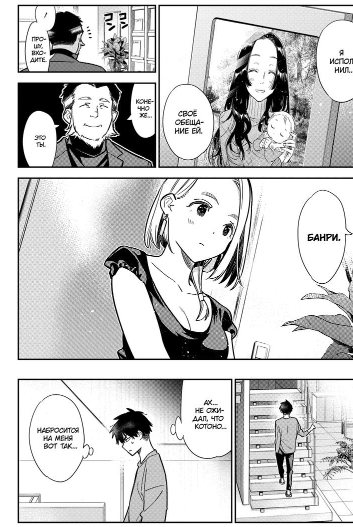 Я
ИСПОЛ
НИЛ...
СВОЁ
ОБЕЩА-
НИЕ ЕЙ.
ПРО-
ШУ,
ВХО-
ДИТЕ.
КОНЕ-
ЧНО
ЖЕ...
ЭТО
ТЫ.
БАНРИ.
АХ...
НЕ ОЖИ-
ДАЛ, ЧТО
КОТОНО...
НАБРОСИТСЯ
НА МЕНЯ
ВОТ ТАК...